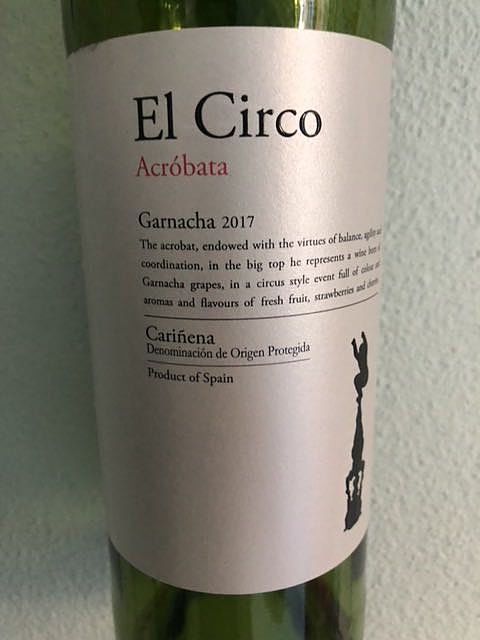 El Circo
Acróbata
Garnacha 2017
The acrobat, endowed with the virtues of balance, agility and
coordination, in the big top he represents a wine born of
Garnacha grapes, in a circus style event full of colour and
aromas and flavours of fresh fruit, strawberries and cherries
Cariñena
Denominación de Origen Protegida
Product of Spain